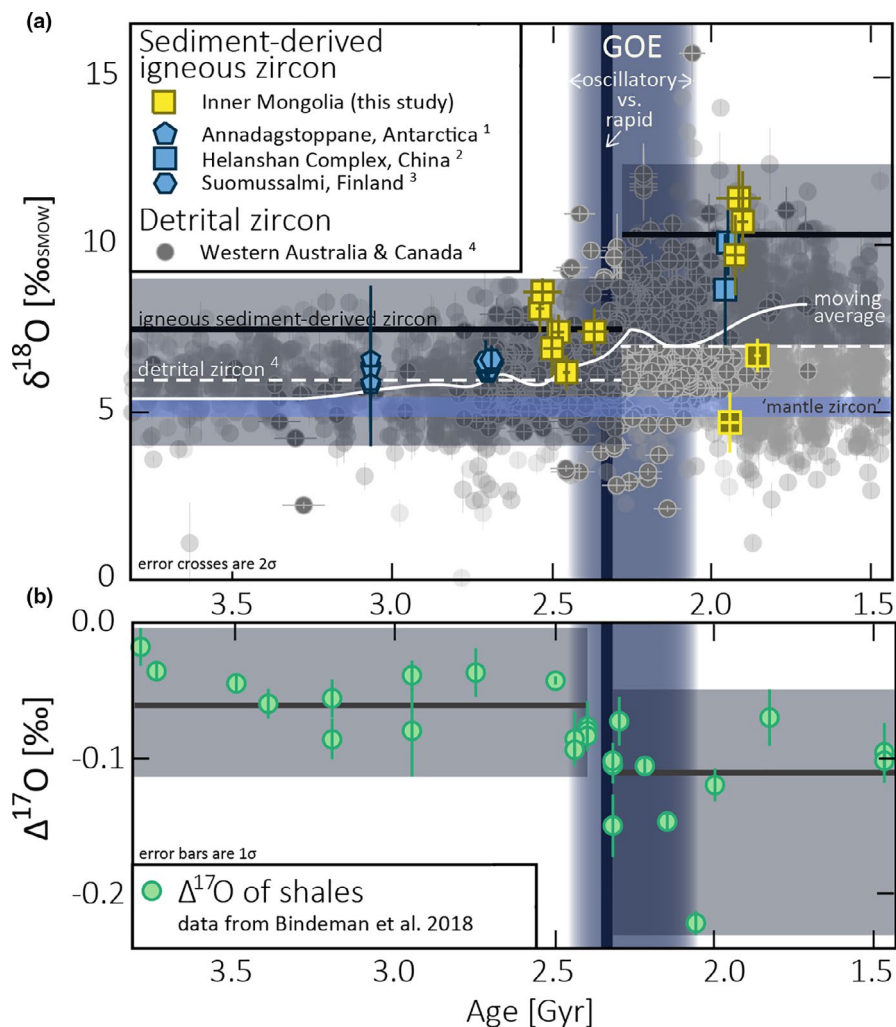 (a)
Sediment-derived
igneous zircon
Inner Mongolia (this study)
Annadagstoppane, Antarctica 1
Helanshan Complex, China 2
Suomussalmi, Finland 3
Detrital zircon
Western Australia & Canada 4
GOE
oscillatory
vs.
rapid
igneous sediment-derived zircon
detrital zircon 4
moving
average
'mantle zircon'
error crosses are 2σ
δ18O [‰SMOW]
15
10
5
0
3.5
3.0
2.5
2.0
1.5
(b)
Δ17O [‰]
0.0
-0.1
-0.2
error bars are 1σ
Δ17O of shales
data from Bindeman et al. 2018
3.5
3.0
2.5
2.0
1.5
Age [Gyr]